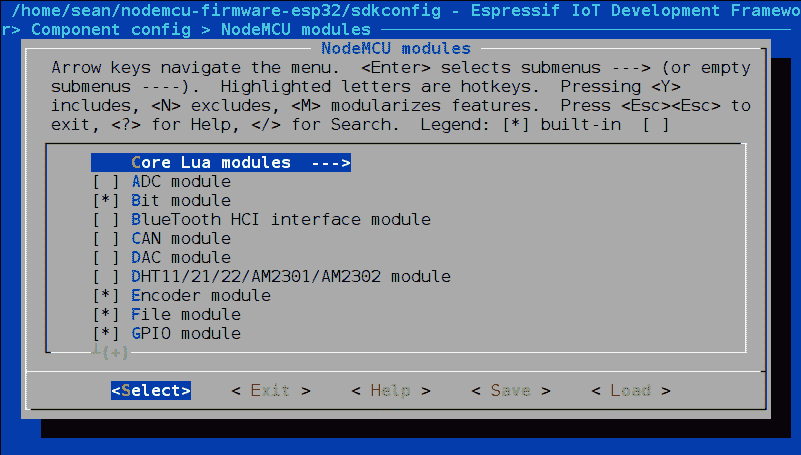 /home/sean/nodemcu-firmware-esp32/sdkconfig - Espressif IoT Development Framewo
r> Component config > NodeMCU modules
NodeMCU modules
Arrow keys navigate the menu.  <Enter> selects submenus ---> (or empty
submenus ----).  Highlighted letters are hotkeys.  Pressing <Y>
includes, <N> excludes, <M> modularizes features.  Press <Esc><Esc> to
exit, <?> for Help, </> for Search.  Legend: [*] built-in  [ ]
Core Lua modules  --->
[ ] ADC module
[*] Bit module
[ ] BlueTooth HCI interface module
[ ] CAN module
[ ] DAC module
[ ] DHT11/21/22/AM2301/AM2302 module
[*] Encoder module
[*] File module
[*] GPIO module
(+)
<Select>    < Exit >    < Help >    < Save >    < Load >